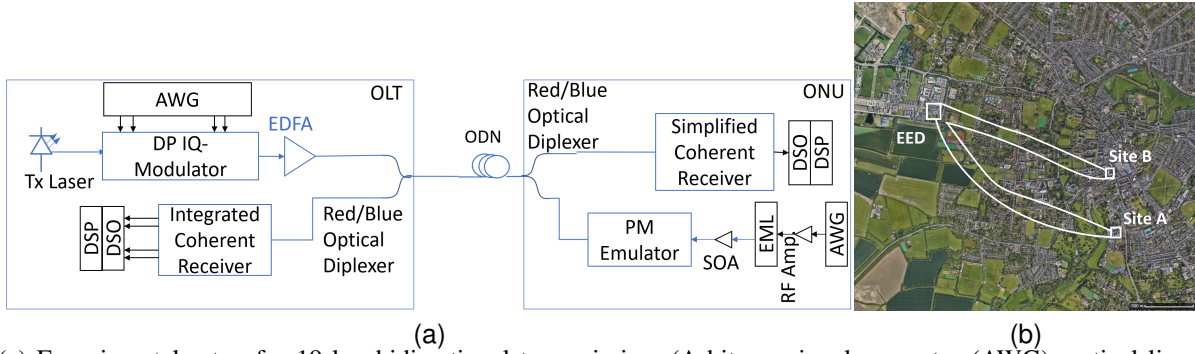 AWG
OLT
DP IQ-
Modulator
EDFA
Tx Laser
DSP
DSO
Integrated
Coherent
Receiver
Red/Blue
Optical
Diplexer
ODN
Red/Blue
Optical
Diplexer
ONU
Simplified
Coherent
Receiver
DSO
DSP
PM
Emulator
SOA
EML
RF Amp.
AWG
EED
Site B
Site A
(a)
(b)